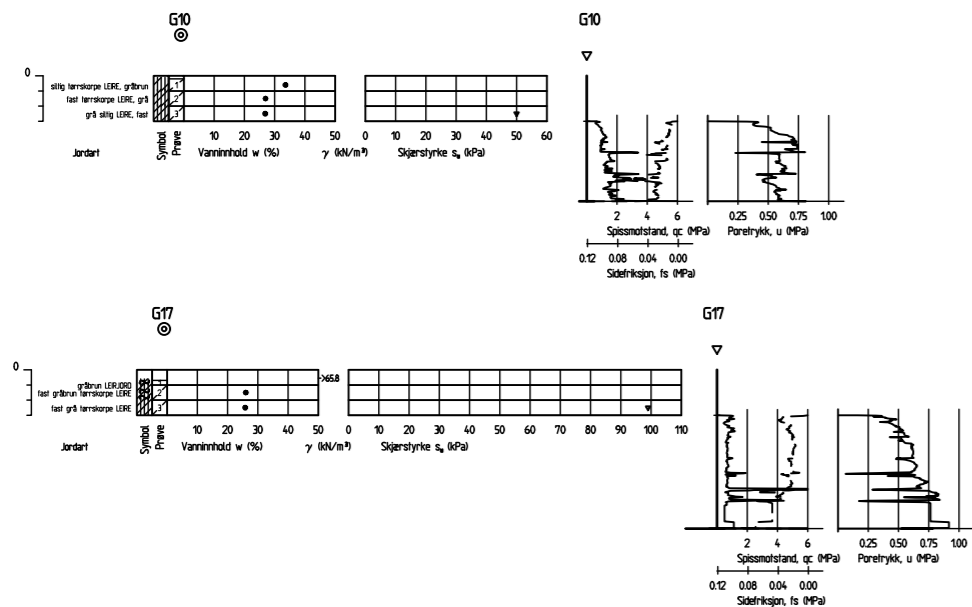 G10
G10
0
siltig tørrskorpe LEIRE, gråbrun
1
fast tørrskorpe LEIRE, grå
2
grå siltig LEIRE, fast
3
Jordart
Symbol
Prøve
10 20 30 40 50
Vanninnhold w (%)
γ (kN/m³)
0 10 20 30 40 50 60
Skjærstyrke su (kPa)
2 4 6
Spissmotstand, qc (MPa)
0.12 0.08 0.04 0.00
Sidefriksjon, fs (MPa)
0.25 0.50 0.75 1.00
Poretrykk, u (MPa)
G17
G17
0
>65.8
gråbrun LEIRJORD
1
fast gråbrun tørrskorpe LEIRE
2
fast grå tørrskorpe LEIRE
3
Jordart
Symbol
Prøve
10 20 30 40 50
Vanninnhold w (%)
γ (kN/m³)
0 10 20 30 40 50 60 70 80 90 100 110
Skjærstyrke su (kPa)
2 4 6
Spissmotstand, qc (MPa)
0.12 0.08 0.04 0.00
Sidefriksjon, fs (MPa)
0.25 0.50 0.75 1.00
Poretrykk, u (MPa)